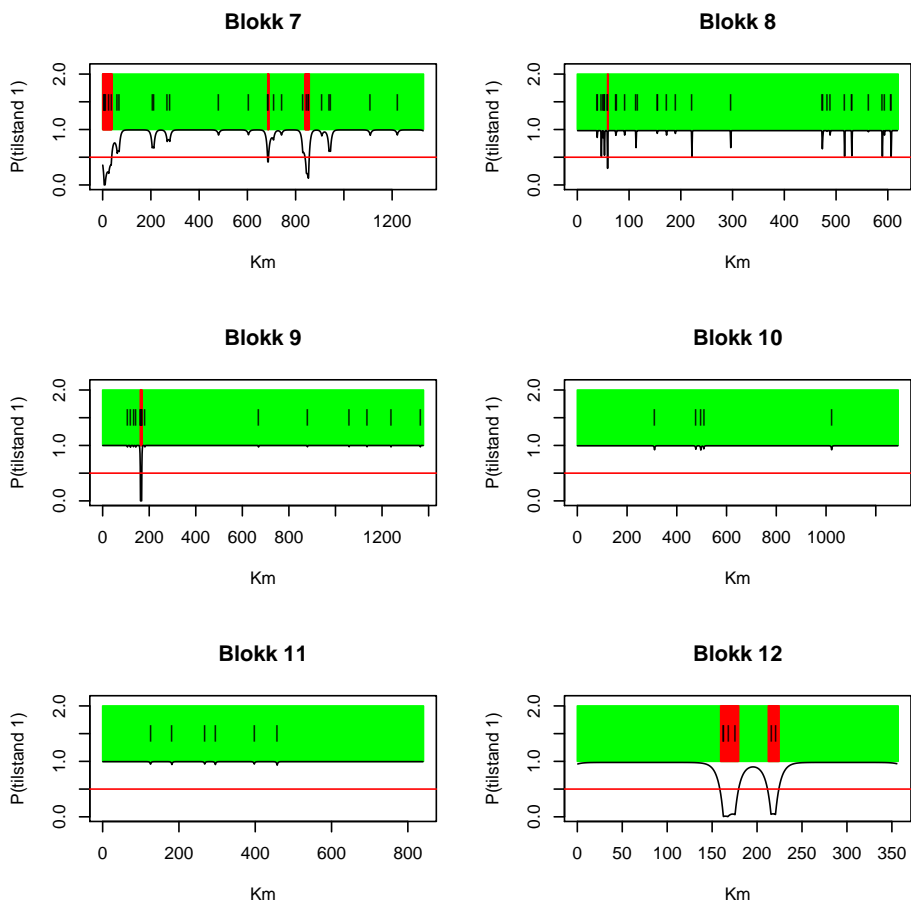 Blokk 7
P(tilstand 1)
0.0 1.0 2.0
0 200 400 600 800 1200
Km
Blokk 8
P(tilstand 1)
0.0 1.0 2.0
0 100 200 300 400 500 600
Km
Blokk 9
P(tilstand 1)
0.0 1.0 2.0
0 200 400 600 800 1200
Km
Blokk 10
P(tilstand 1)
0.0 1.0 2.0
0 200 400 600 800 1000
Km
Blokk 11
P(tilstand 1)
0.0 1.0 2.0
0 200 400 600 800
Km
Blokk 12
P(tilstand 1)
0.0 1.0 2.0
0 50 100 150 200 250 300 350
Km